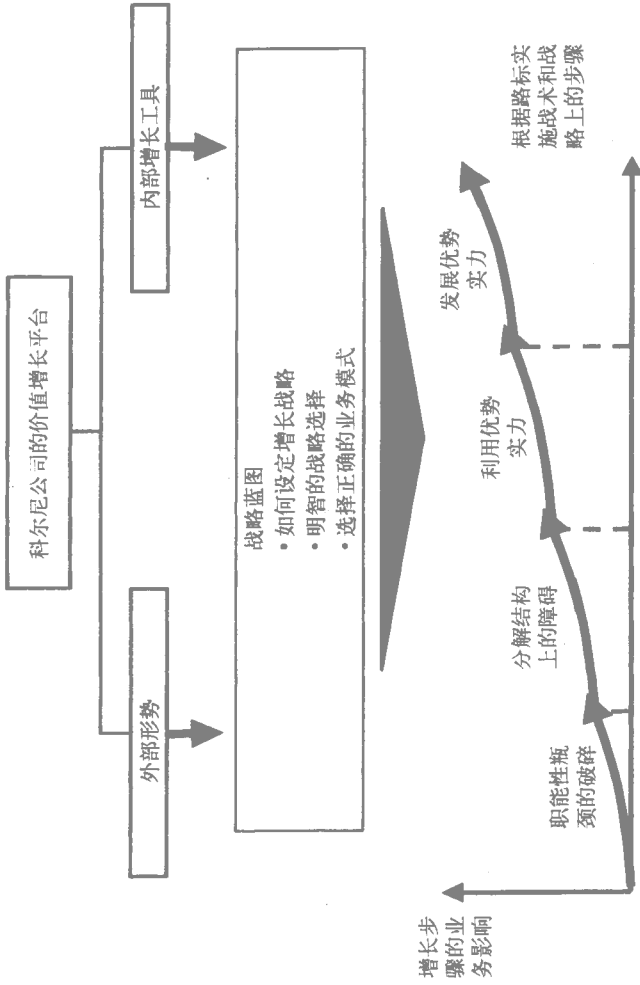 科尔尼公司的价值增长平台
外部形势
内部增长工具
战略蓝图
• 如何设定增长战略
• 明智的战略选择
• 选择正确的业务模式
增长步
骤的业
务影响
职能性瓶
颈的破碎
分解结构
上的障碍
利用优势
实力
发展优势
实力
根据路标实
施战术和战
略上的步骤